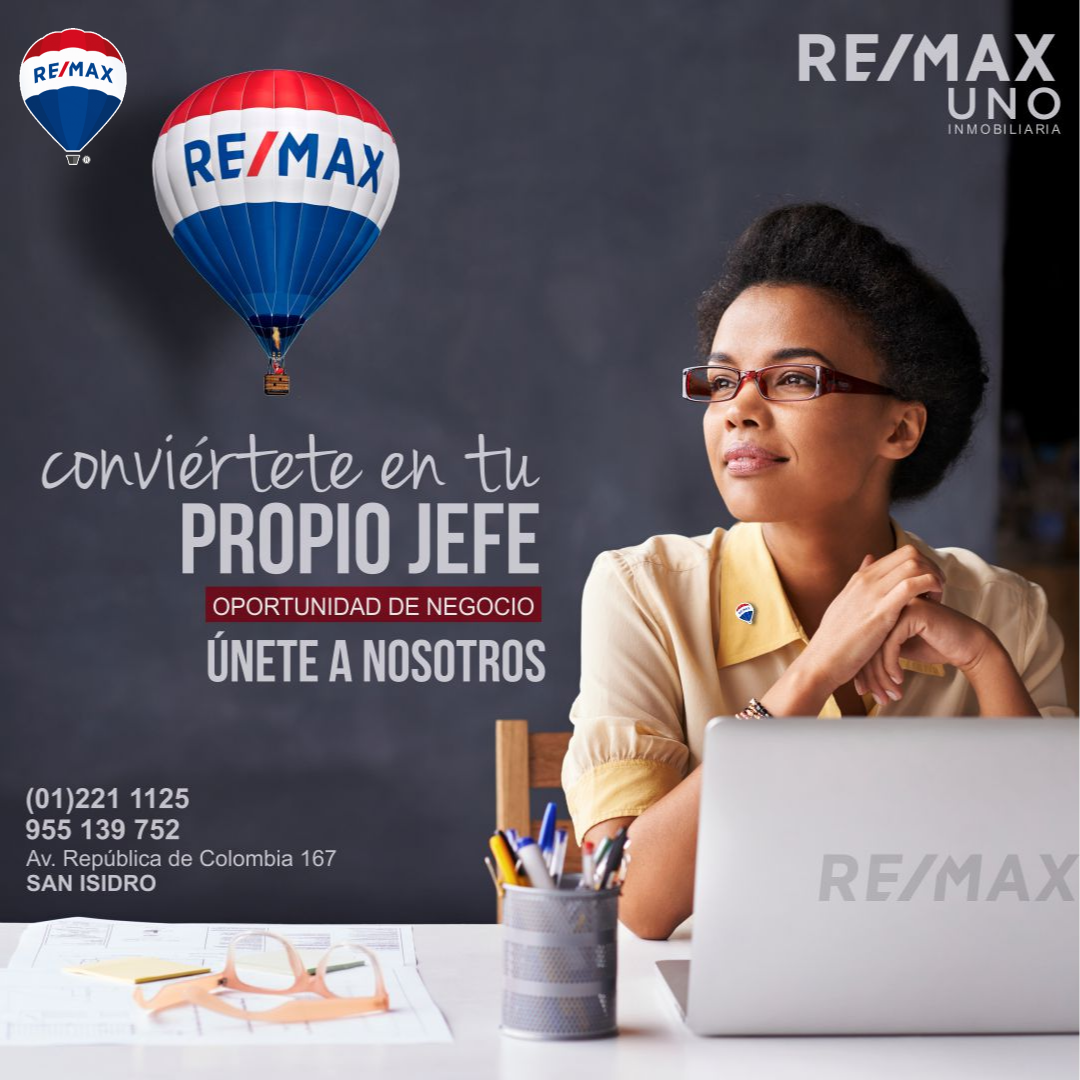 RE/MAX
RE/MAX
RE/MAX
UNO
INMOBILIARIA
conviértete en tu
PROPIO JEFE
OPORTUNIDAD DE NEGOCIO
ÚNETE A NOSOTROS
(01)221 1125
955 139 752
Av. República de Colombia 167
SAN ISIDRO
RE/MAX